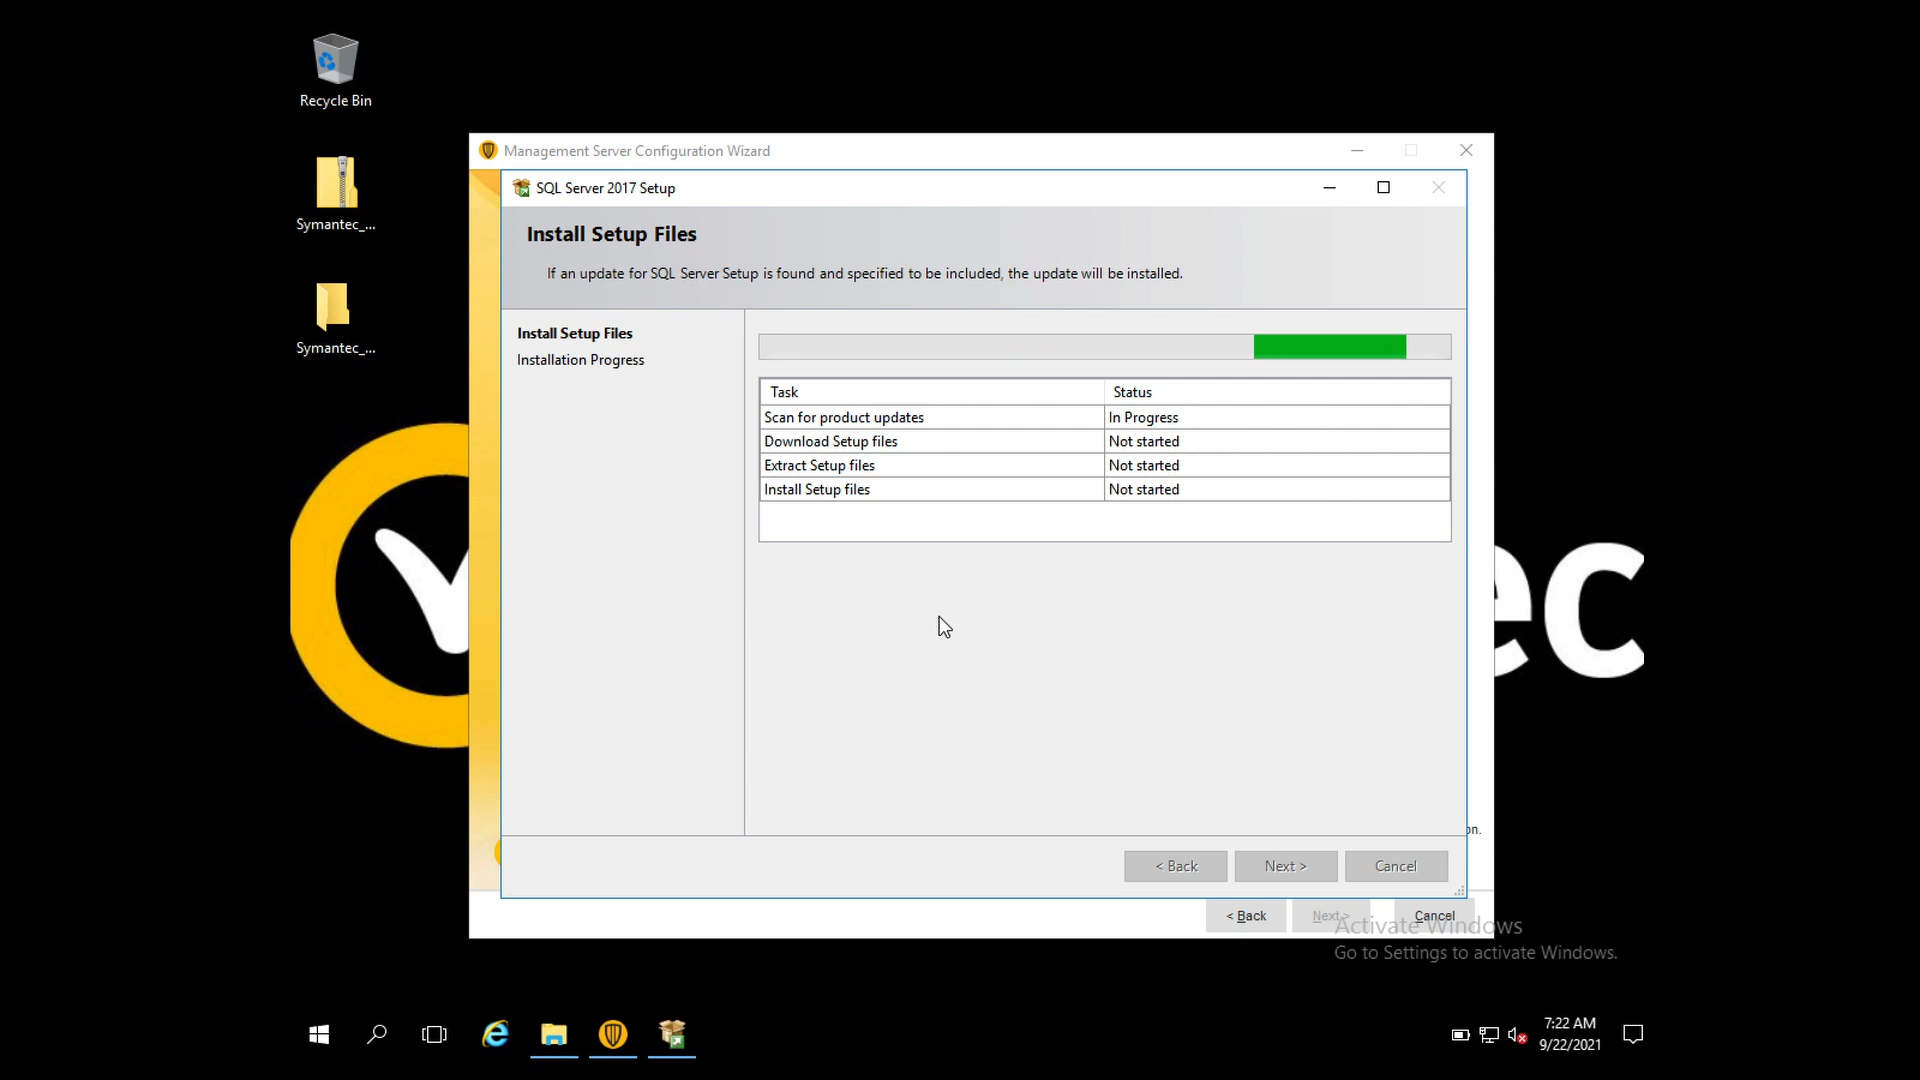 Recycle Bin
Symantec_...
Symantec_...
Management Server Configuration Wizard
SQL Server 2017 Setup
Install Setup Files
If an update for SQL Server Setup is found and specified to be included, the update will be installed.
Install Setup Files
Installation Progress
Task Status
Scan for product updates In Progress
Download Setup files Not started
Extract Setup files Not started
Install Setup files Not started
ec
on.
< Back Next > Cancel
< Back Next > Cancel
Activate Windows
Go to Settings to activate Windows.
7:22 AM
9/22/2021